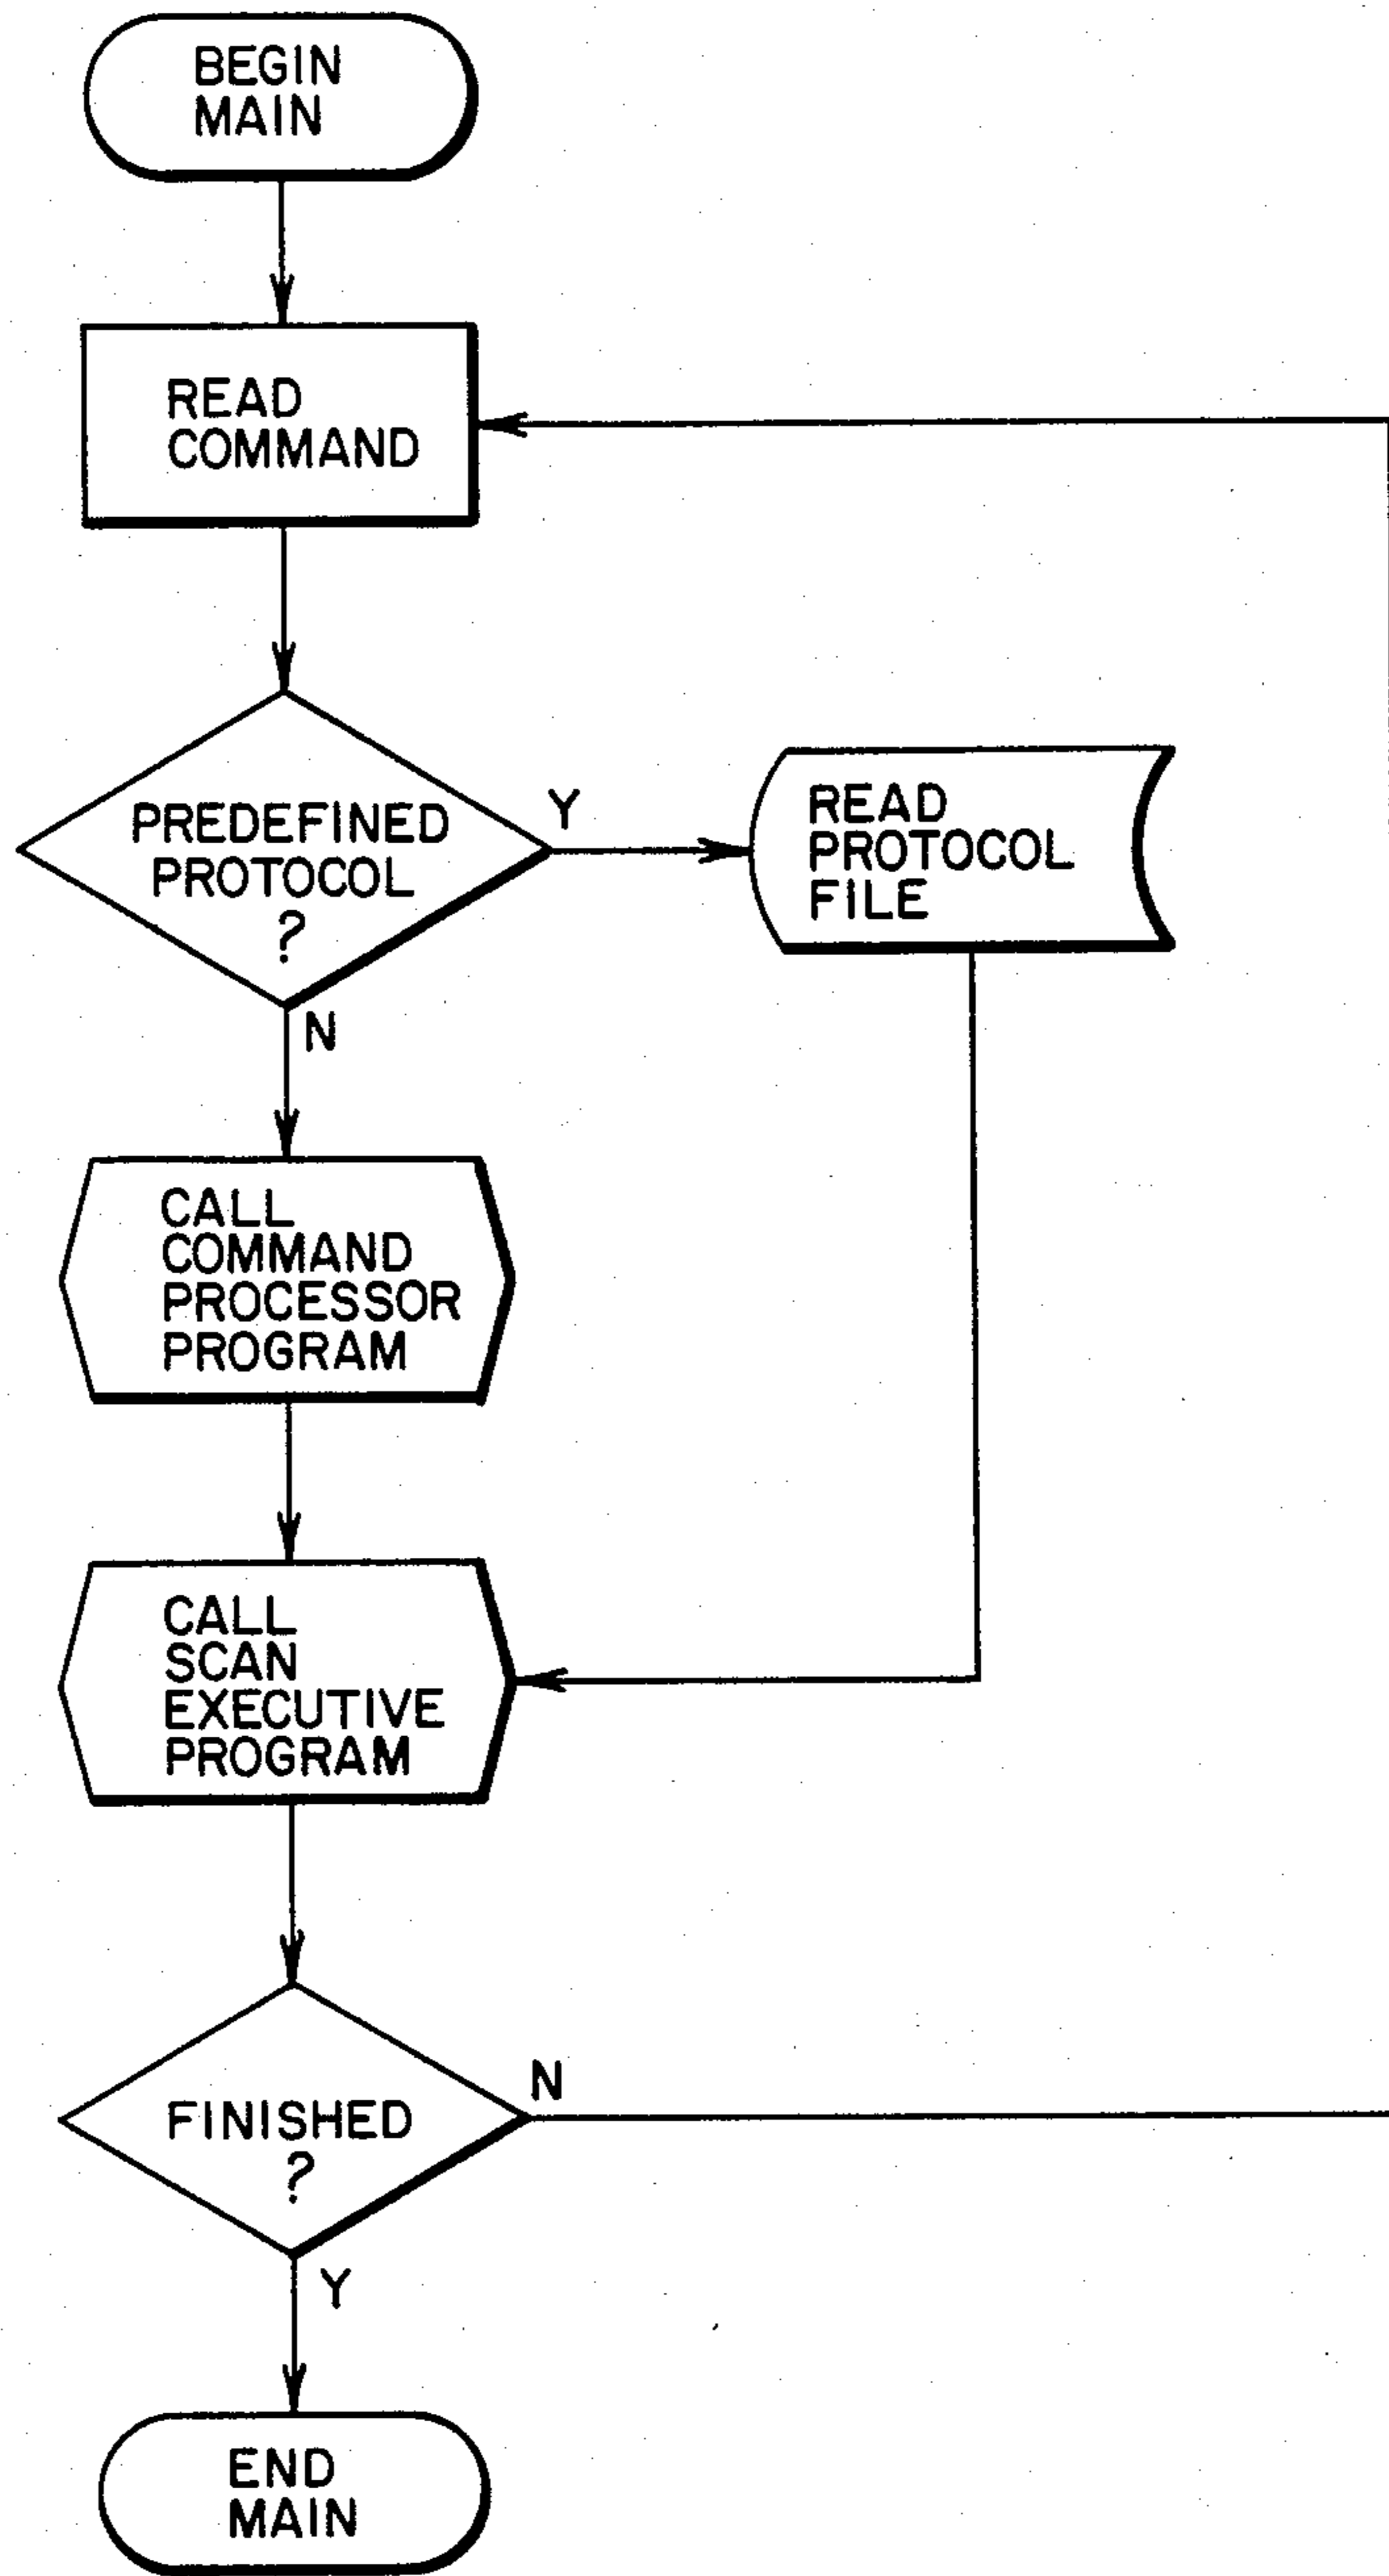 BEGIN
MAIN
READ
COMMAND
PREDEFINED
PROTOCOL
?
Y
READ
PROTOCOL
FILE
N
CALL
COMMAND
PROCESSOR
PROGRAM
CALL
SCAN
EXECUTIVE
PROGRAM
FINISHED
?
N
Y
END
MAIN